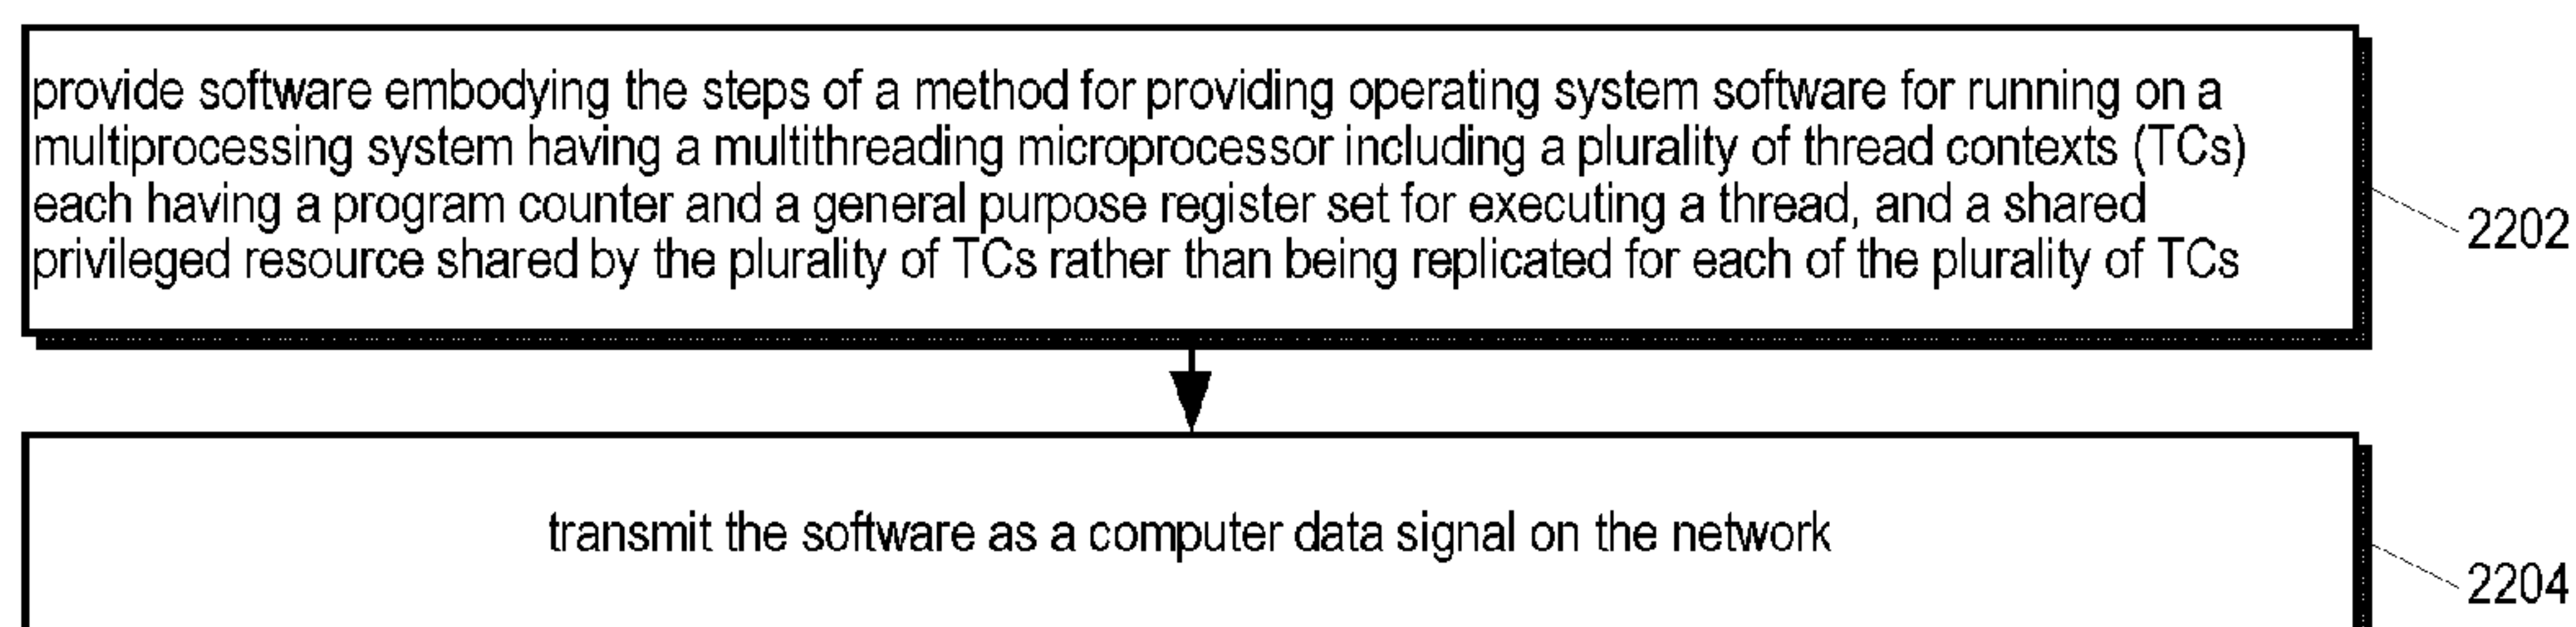 provide software embodying the steps of a method for providing operating system software for running on a
multiprocessing system having a multithreading microprocessor including a plurality of thread contexts (TCs)
each having a program counter and a general purpose register set for executing a thread, and a shared
privileged resource shared by the plurality of TCs rather than being replicated for each of the plurality of TCs
2202
transmit the software as a computer data signal on the network
2204